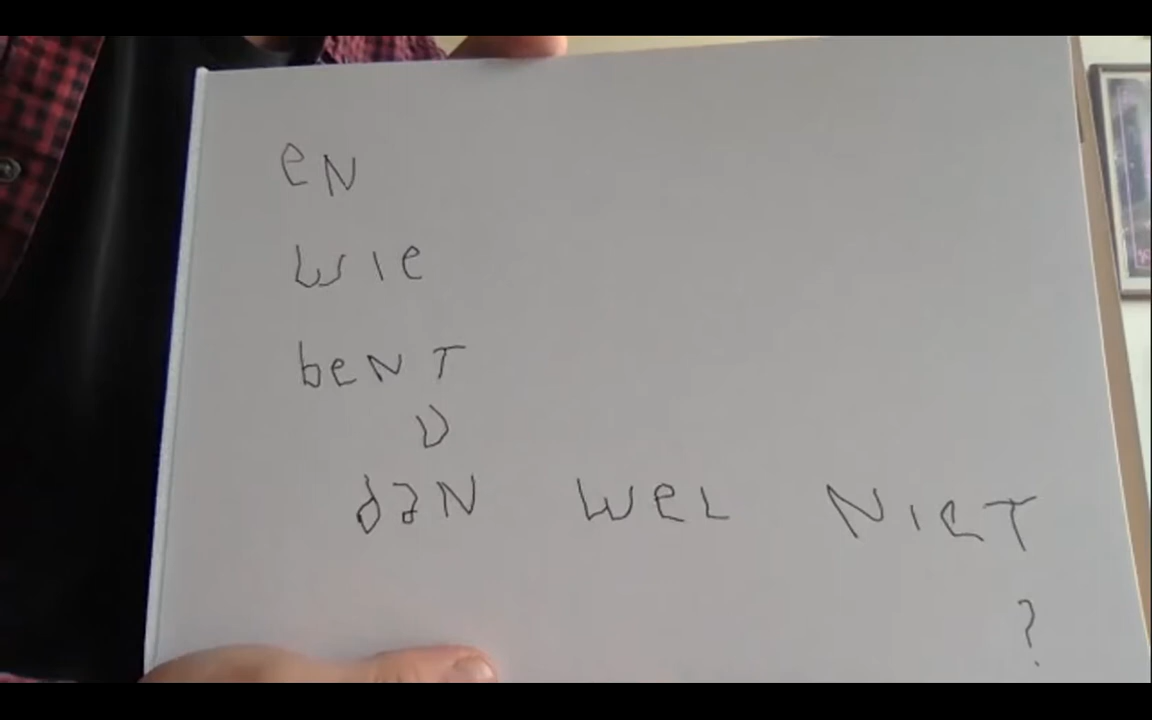 eN
wie
beNT
U
daN weL NieT
?